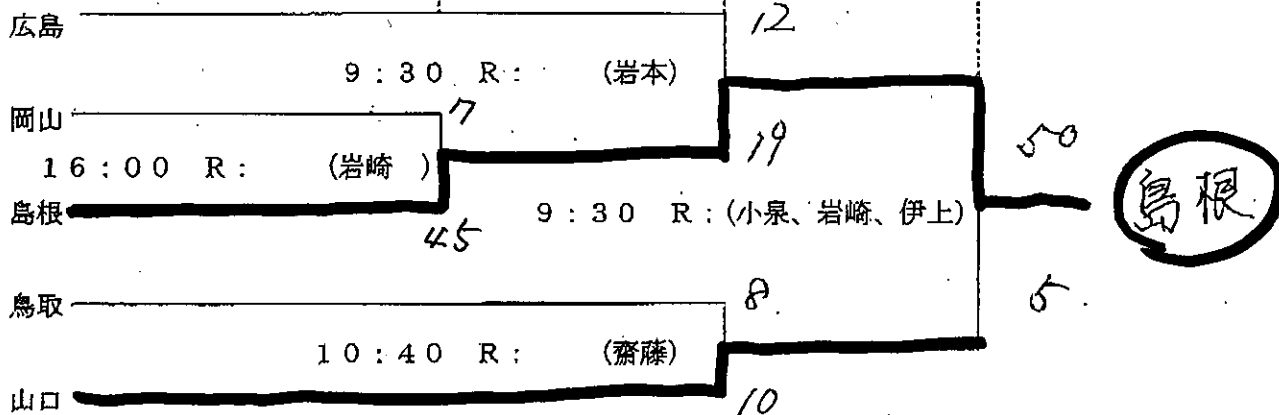 広島
12
9:30 R: (岩本)
岡山
7
19
50
16:00 R: (岩崎 )
島根
島根
45
9:30 R:(小泉、岩崎、伊上)
鳥取
8.
5.
10:40 R: (齋藤)
山口
10